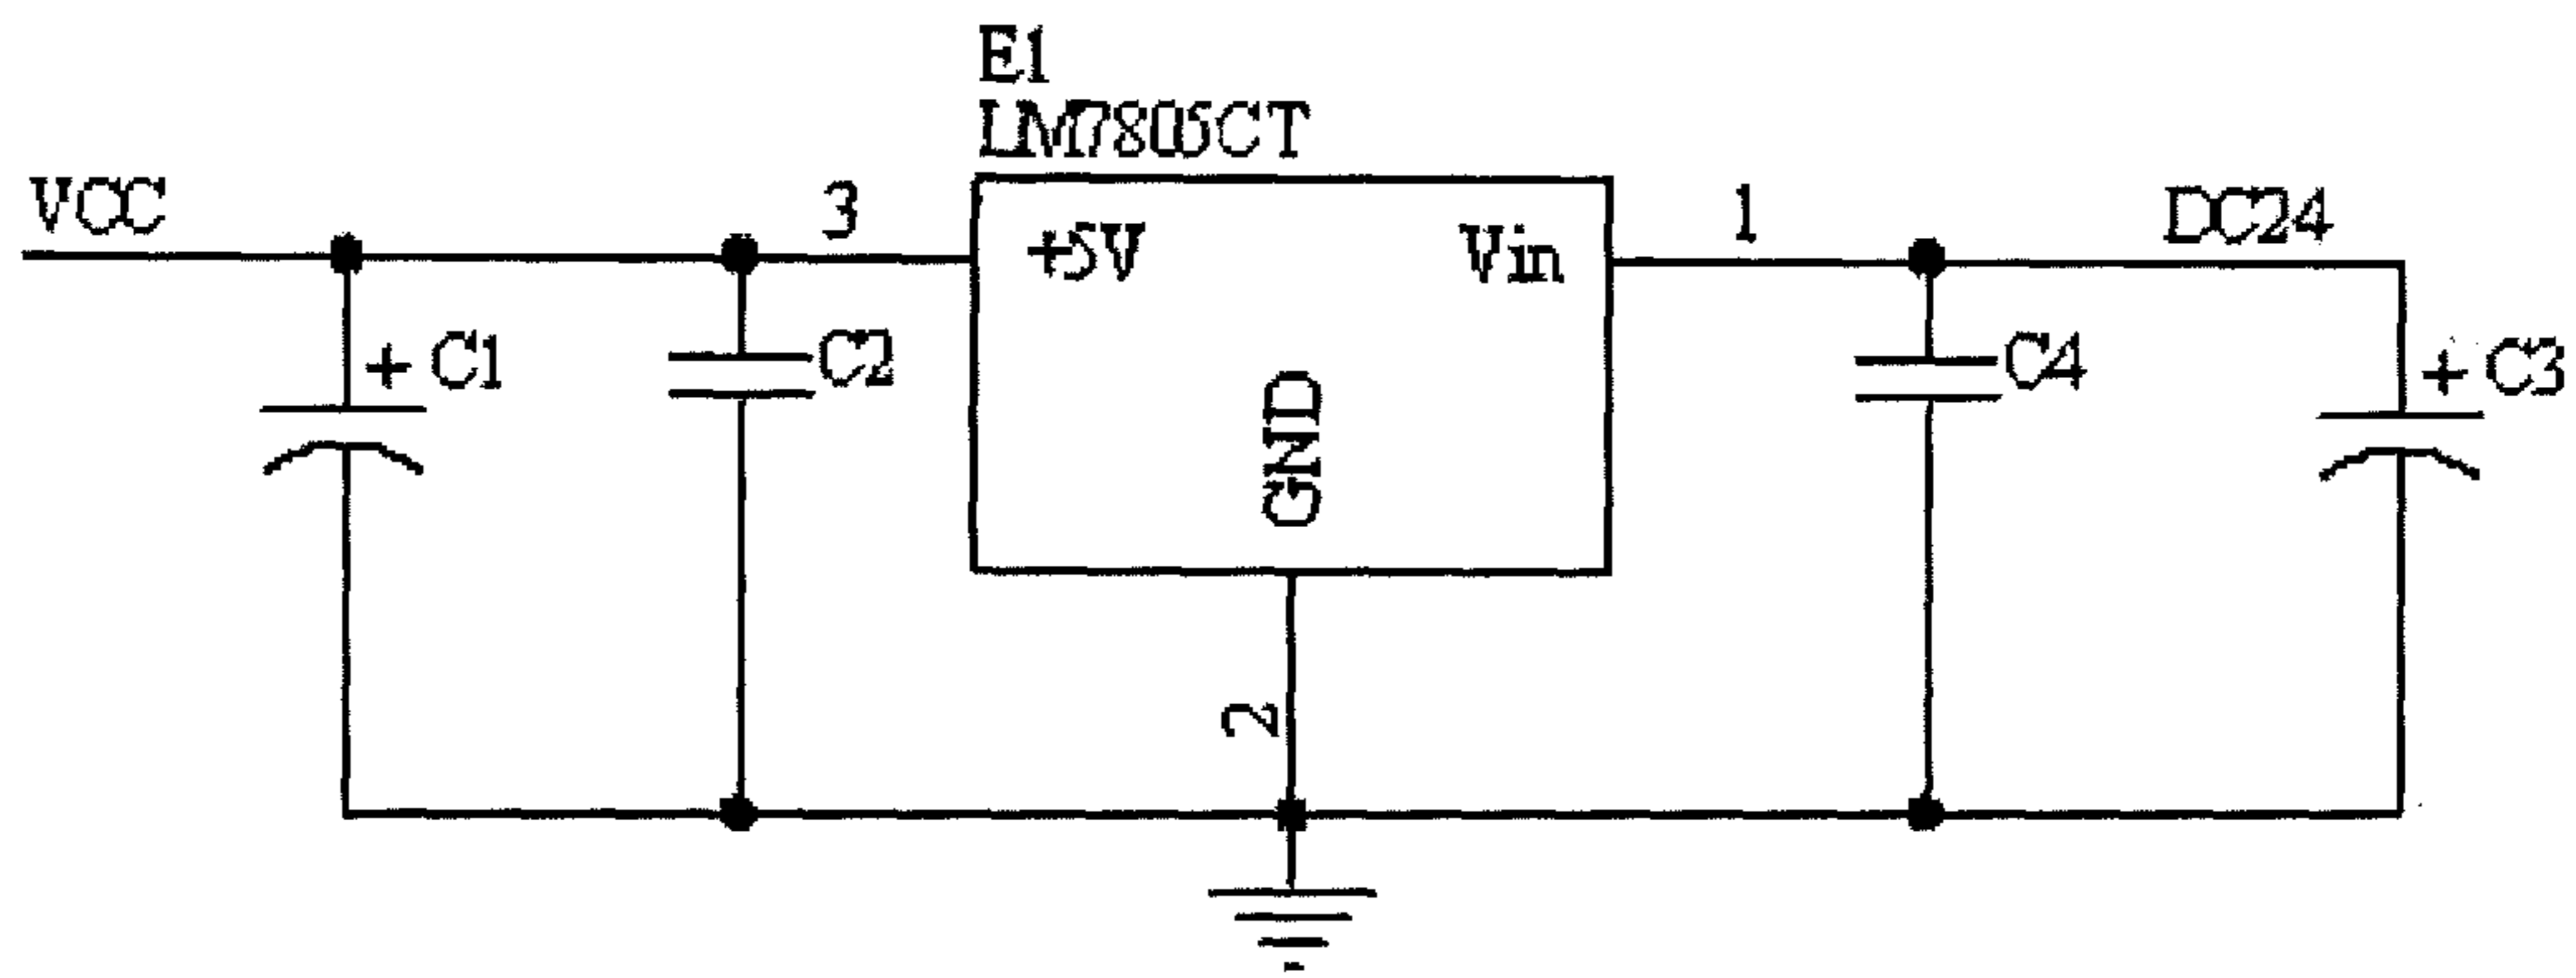 E1
LM7805CT
VCC
3
+5V
Vin
1
DC24
+ C1
C2
GND
C4
+ C3
2